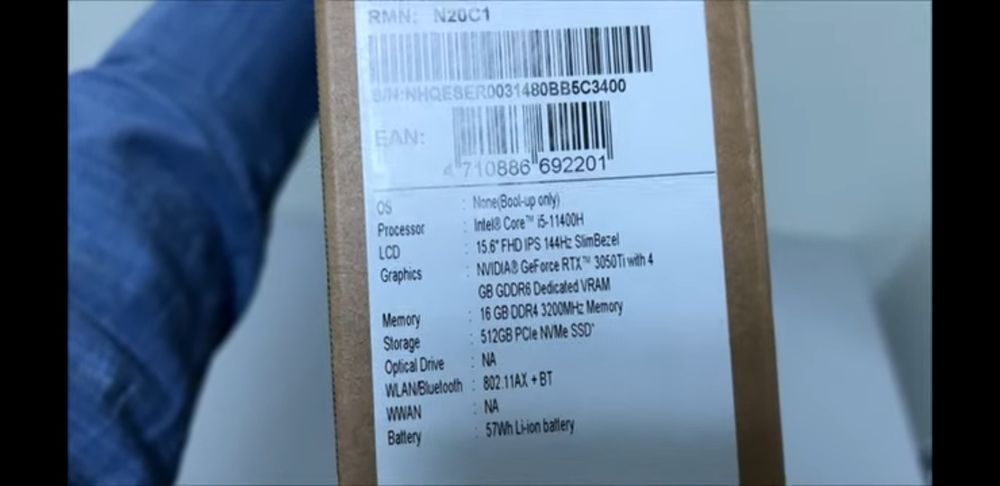 RMN: N20C1
S/N:NHQESER0031480BB5C3400
EAN:
4 710886 692201
OS : None(Bool-up only)
Processor : Intel® Core™ i5-11400H
LCD : 15.6" FHD IPS 144Hz SlimBezel
Graphics : NVIDIA® GeForce RTX™ 3050Ti with 4
GB GDDR6 Dedicated VRAM
Memory : 16 GB DDR4 3200MHz Memory
Storage : 512GB PCIe NVMe SSD*
Optical Drive : NA
WLAN/Bluetooth : 802.11AX + BT
WWAN : NA
Battery : 57Wh Li-ion battery